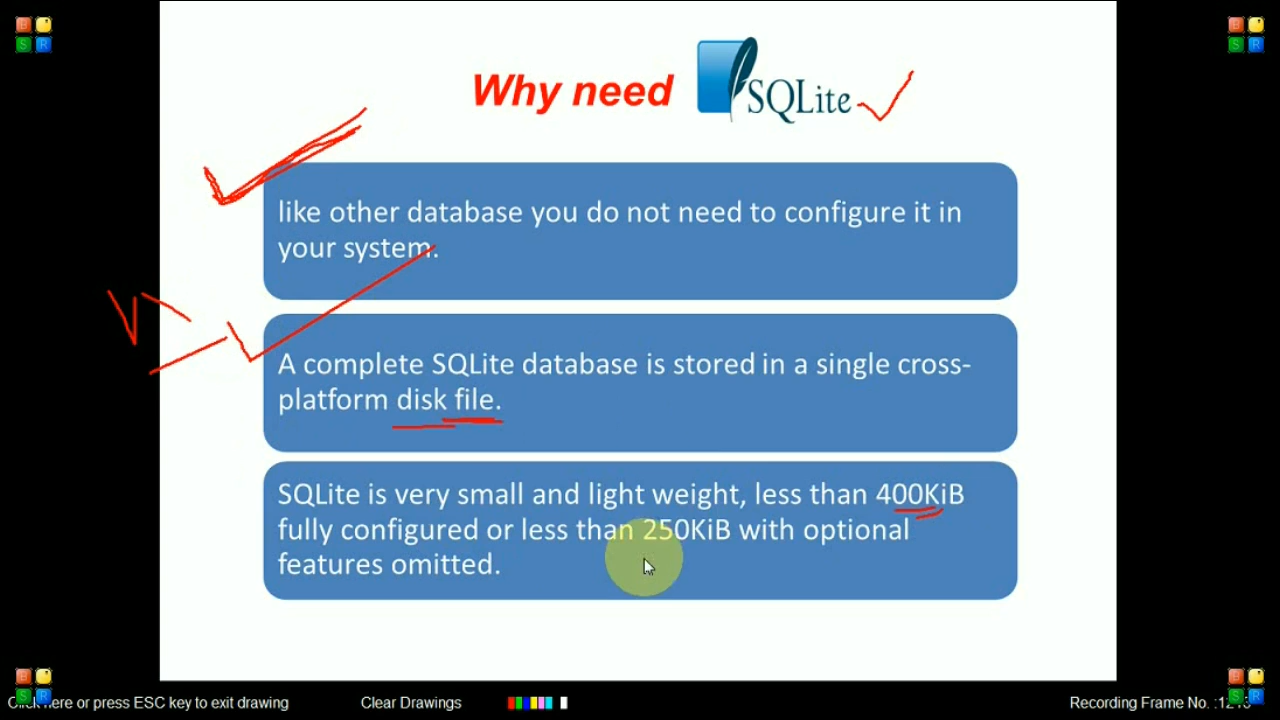 Why need SQLite
like other database you do not need to configure it in
your system.
A complete SQLite database is stored in a single cross-
platform disk file.
SQLite is very small and light weight, less than 400KiB
fully configured or less than 250KiB with optional
features omitted.
B
S R
B
S R
B
S R
B
S R
here or press ESC key to exit drawing Clear Drawings Recording Frame No.